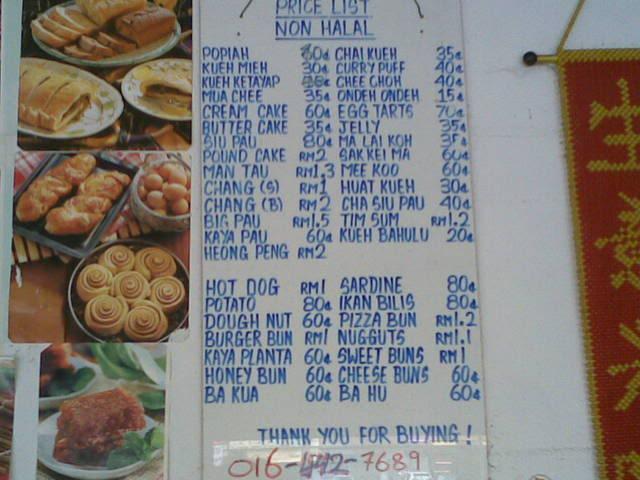 PRICE LIST
NON HALAL
POPIAH 60¢ CHAI KUEH 35¢
KUEH MIEH 30¢ CURRY PUFF 40¢
KUEH KETAYAP CHEE CHOH 40¢
MUA CHEE 35¢ ONDEH ONDEH 15¢
CREAM CAKE 60¢ EGG TARTS 70¢
BUTTER CAKE 35¢ JELLY 35¢
SIU PAU 80¢ MA LAI KOH 35¢
POUND CAKE RM2 SAK KEI MA 60¢
MAN TAU RM1.3 MEE KOO 60¢
CHANG (S) RM1 HUAT KUEH 30¢
CHANG (B) RM2 CHA SIU PAU 40¢
BIG PAU RM1.5 TIM SUM RM1.2
KAYA PAU 60¢ KUEH BAHULU 20¢
HEONG PENG RM2
HOT DOG RM1 SARDINE 80¢
POTATO 80¢ IKAN BILIS 80¢
DOUGH NUT 60¢ PIZZA BUN RM1.2
BURGER BUN RM1 NUGGUTS RM1.1
KAYA PLANTA 60¢ SWEET BUNS RM1
HONEY BUN 60¢ CHEESE BUNS 60¢
BA KUA 60¢ BA HU 60¢
THANK YOU FOR BUYING!
016-442-7689